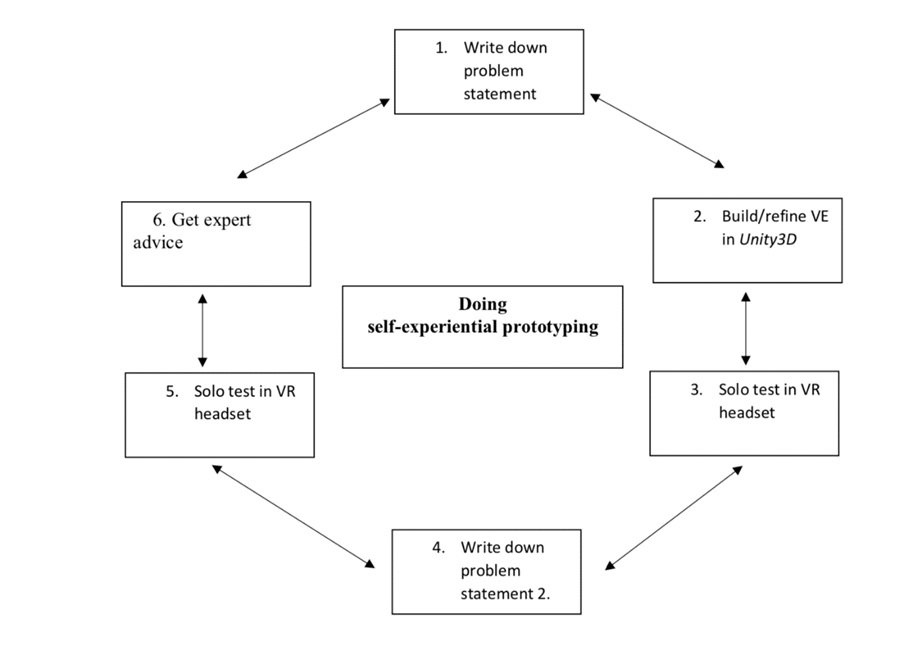 1. Write down
problem
statement
6. Get expert
advice
2. Build/refine VE
in Unity3D
Doing
self-experiential prototyping
5. Solo test in VR
headset
3. Solo test in VR
headset
4. Write down
problem
statement 2.